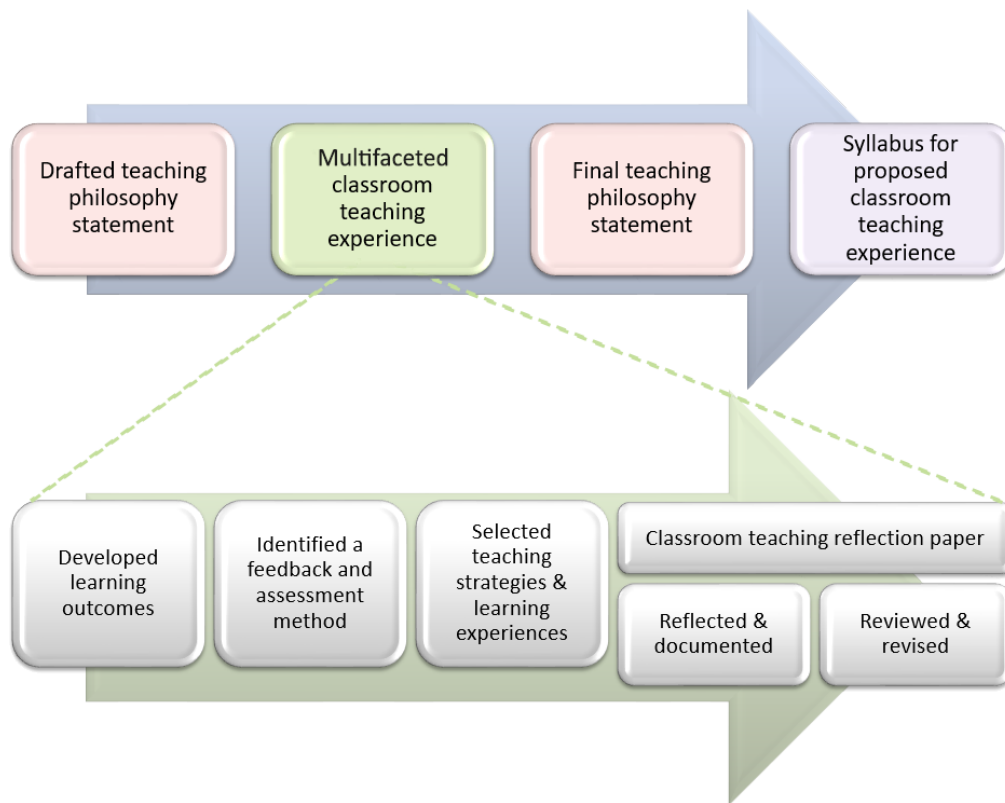 Drafted teaching
philosophy
statement
Multifaceted
classroom
teaching
experience
Final teaching
philosophy
statement
Syllabus for
proposed
classroom
teaching
experience
Developed
learning
outcomes
Identified a
feedback and
assessment
method
Selected
teaching
strategies &
learning
experiences
Classroom teaching reflection paper
Reflected &
documented
Reviewed &
revised